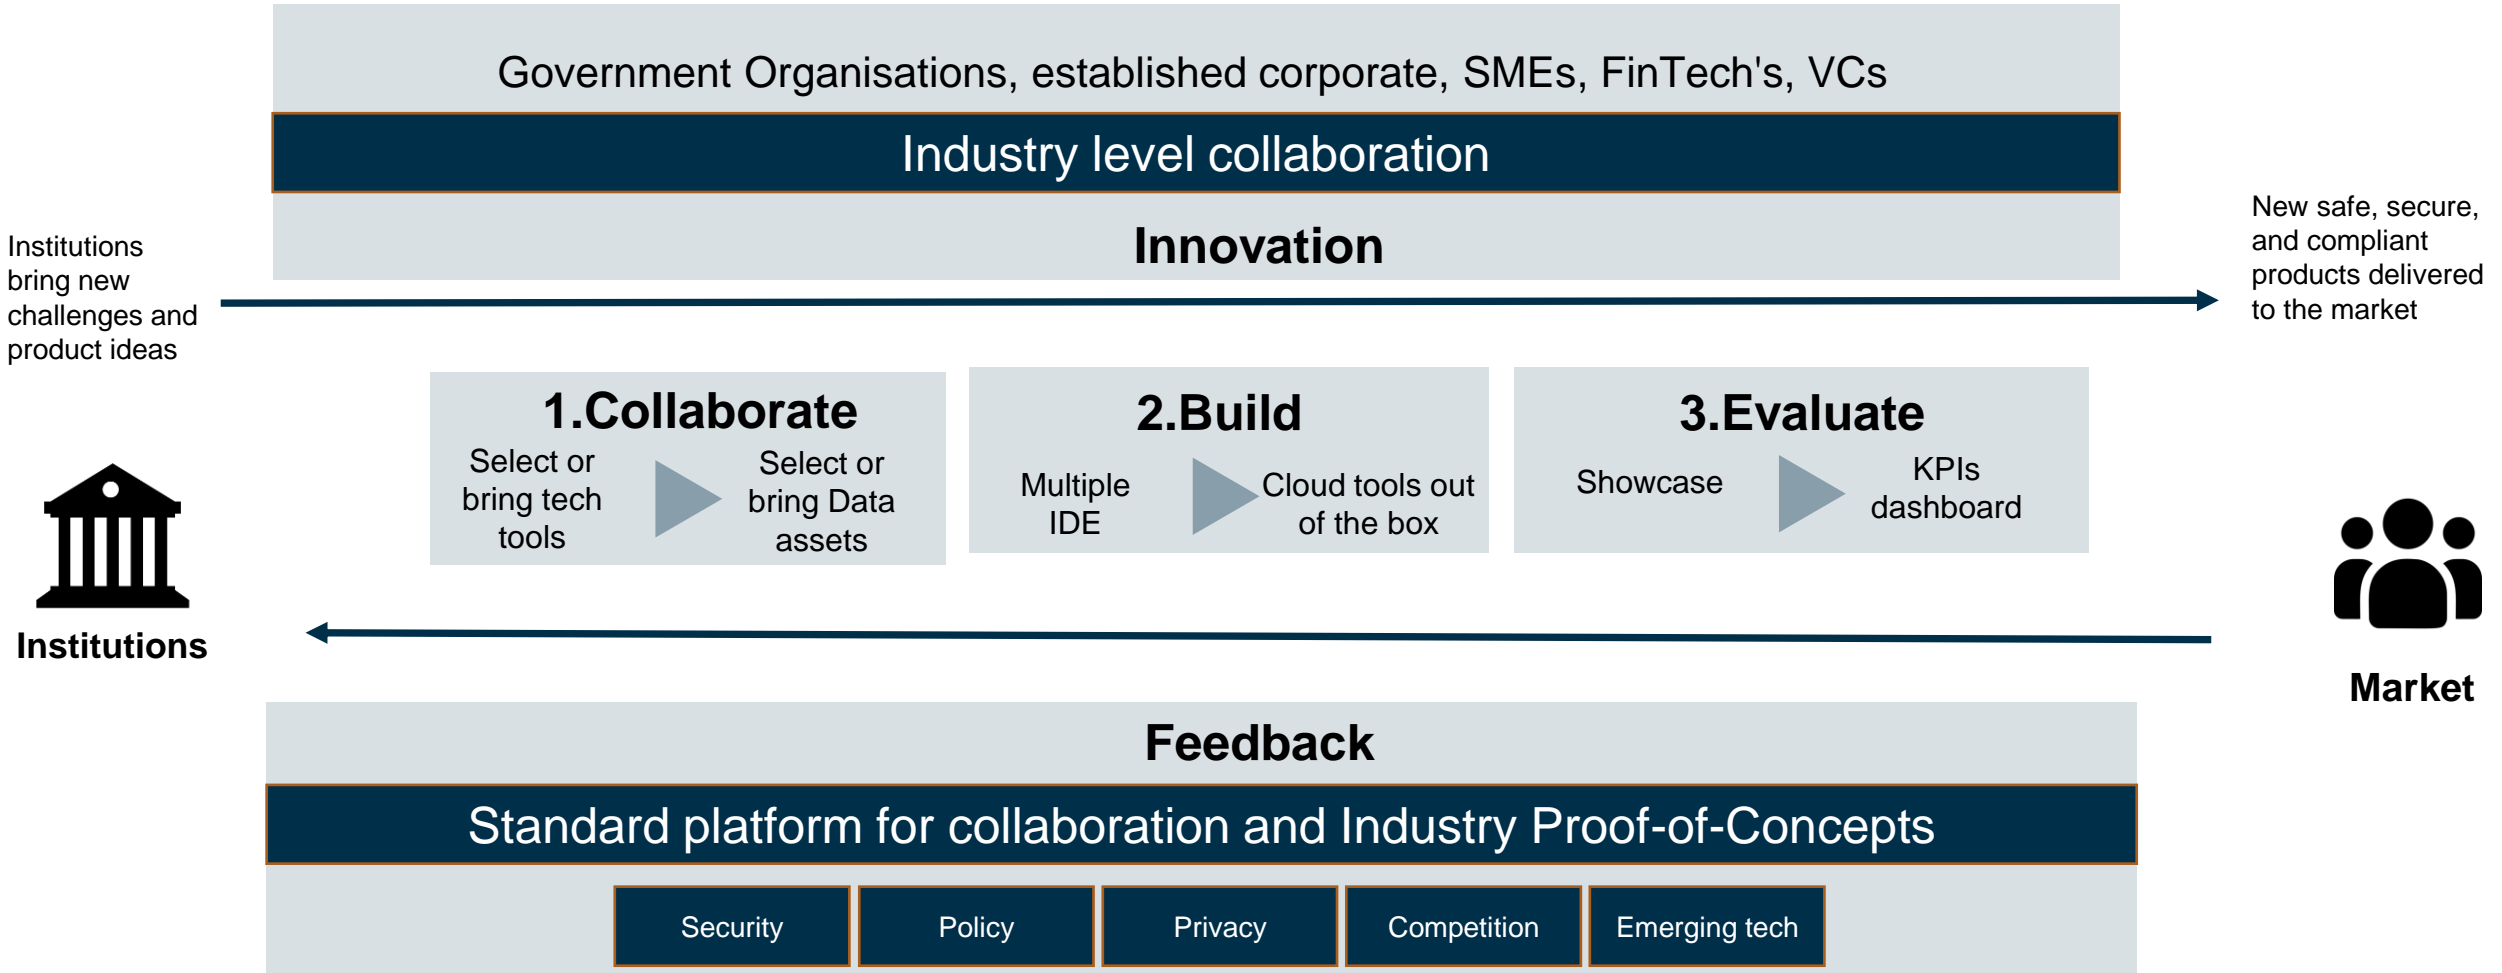 Government Organisations, established corporate, SMEs, FinTech's, VCs
Industry level collaboration
Innovation
Institutions
bring new
challenges and
product ideas
New safe, secure,
and compliant
products delivered
to the market
1.Collaborate
Select or
bring tech
tools
Select or
bring Data
assets
2.Build
Multiple
IDE
Cloud tools out
of the box
3.Evaluate
Showcase
KPIs
dashboard
Institutions
Market
Feedback
Standard platform for collaboration and Industry Proof-of-Concepts
Security
Policy
Privacy
Competition
Emerging tech